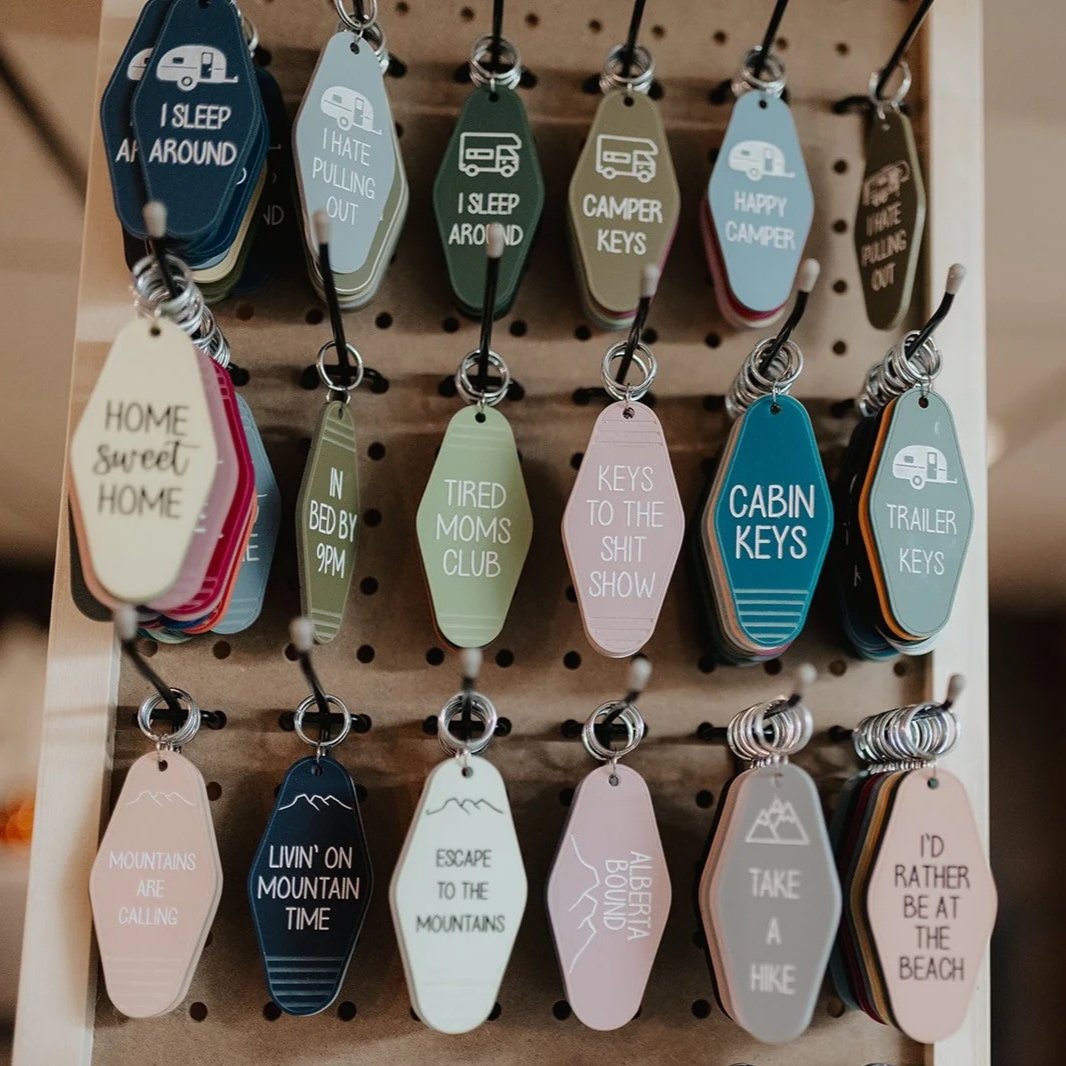 I SLEEP
AROUND
I HATE
PULLING
OUT
I SLEEP
AROUND
CAMPER
KEYS
HAPPY
CAMPER
I HATE
PULLING
OUT
HOME
sweet
HOME
IN
BED BY
9PM
TIRED
MOMS
CLUB
KEYS
TO THE
SHIT
SHOW
CABIN
KEYS
TRAILER
KEYS
MOUNTAINS
ARE
CALLING
LIVIN' ON
MOUNTAIN
TIME
ESCAPE
TO THE
MOUNTAINS
ALBERTA
BOUND
TAKE
A
HIKE
I'D
RATHER
BE AT
THE
BEACH